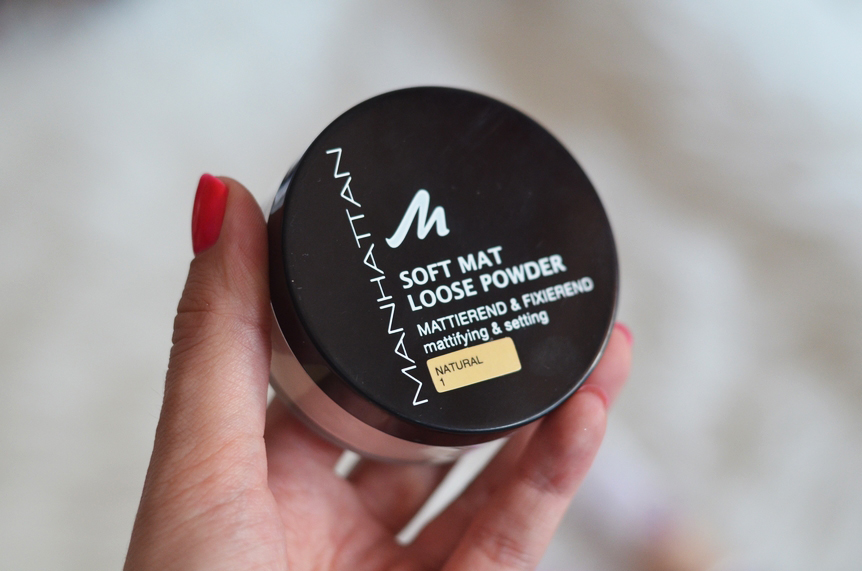 MANHATTAN
M
SOFT MAT
LOOSE POWDER
MATTIEREND & FIXIEREND
mattifying & setting
NATURAL
1